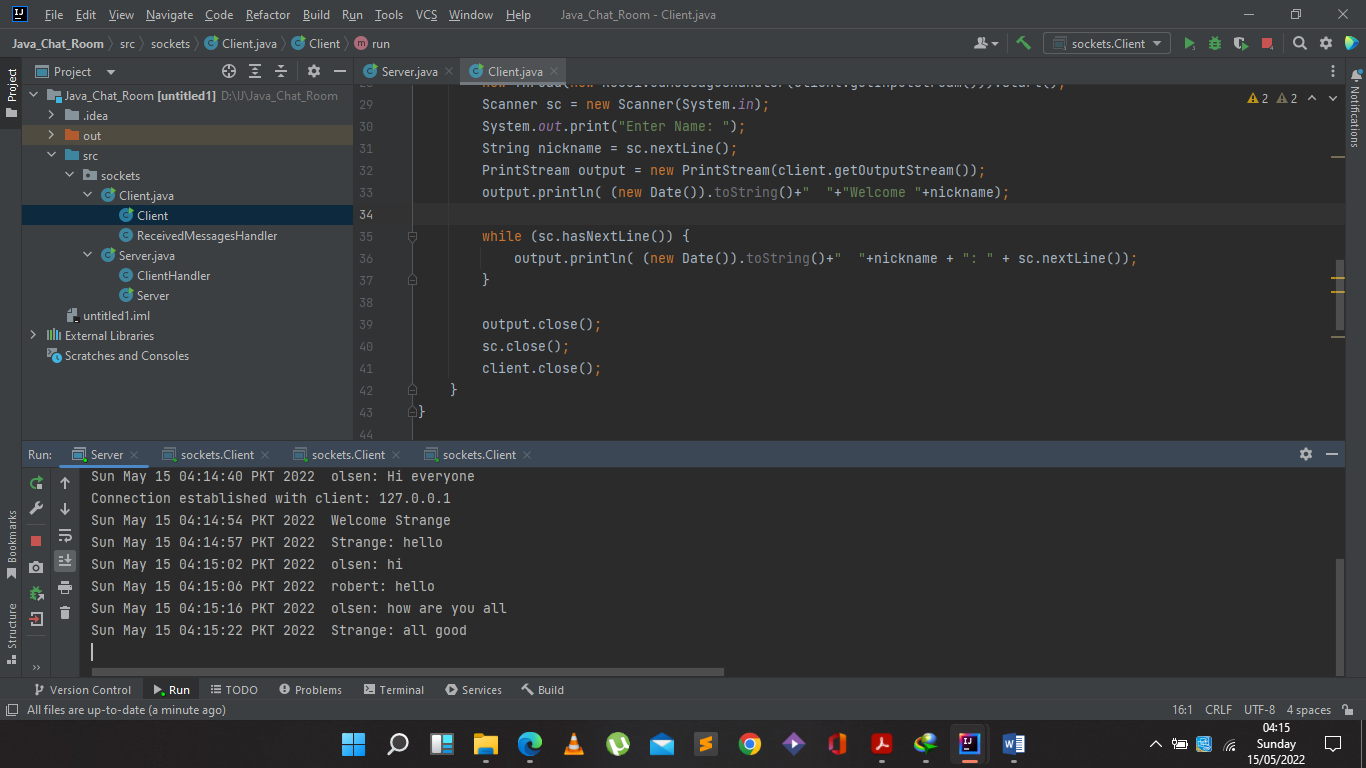 File Edit View Navigate Code Refactor Build Run Tools VCS Window Help Java_Chat_Room - Client.java
Java_Chat_Room src sockets Client.java Client run sockets.Client
Project
Project
Java_Chat_Room [untitled1] D:\IJ\Java_Chat_Room
.idea
out
src
sockets
Client.java
Client
ReceivedMessagesHandler
Server.java
ClientHandler
Server
untitled1.iml
External Libraries
Scratches and Consoles
Server.java Client.java
2 2
29 Scanner sc = new Scanner(System.in);
30 System.out.print("Enter Name: ");
31 String nickname = sc.nextLine();
32 PrintStream output = new PrintStream(client.getOutputStream());
33 output.println( (new Date()).toString()+"  "+"Welcome "+nickname);
34
35 while (sc.hasNextLine()) {
36 output.println( (new Date()).toString()+"  "+nickname + ": " + sc.nextLine());
37 }
38
39 output.close();
40 sc.close();
41 client.close();
42 }
43 }
44
Notifications
Run: Server sockets.Client sockets.Client sockets.Client
Sun May 15 04:14:40 PKT 2022  olsen: Hi everyone
Connection established with client: 127.0.0.1
Sun May 15 04:14:54 PKT 2022  Welcome Strange
Sun May 15 04:14:57 PKT 2022  Strange: hello
Sun May 15 04:15:02 PKT 2022  olsen: hi
Sun May 15 04:15:06 PKT 2022  robert: hello
Sun May 15 04:15:16 PKT 2022  olsen: how are you all
Sun May 15 04:15:22 PKT 2022  Strange: all good
Bookmarks
Structure
Version Control Run TODO Problems Terminal Services Build
All files are up-to-date (a minute ago) 16:1 CRLF UTF-8 4 spaces
04:15
Sunday
15/05/2022